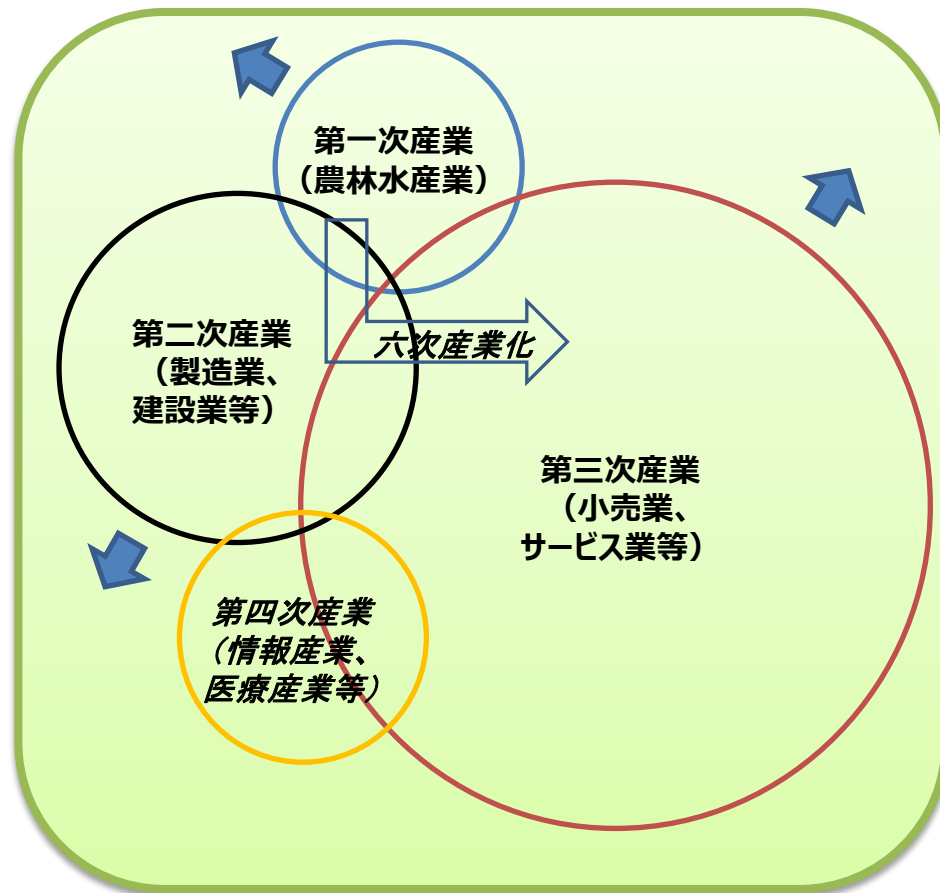 第一次産業
（農林水産業）
第二次産業
（製造業、
建設業等）
六次産業化
第三次産業
（小売業、
サービス業等）
第四次産業
（情報産業、
医療産業等）